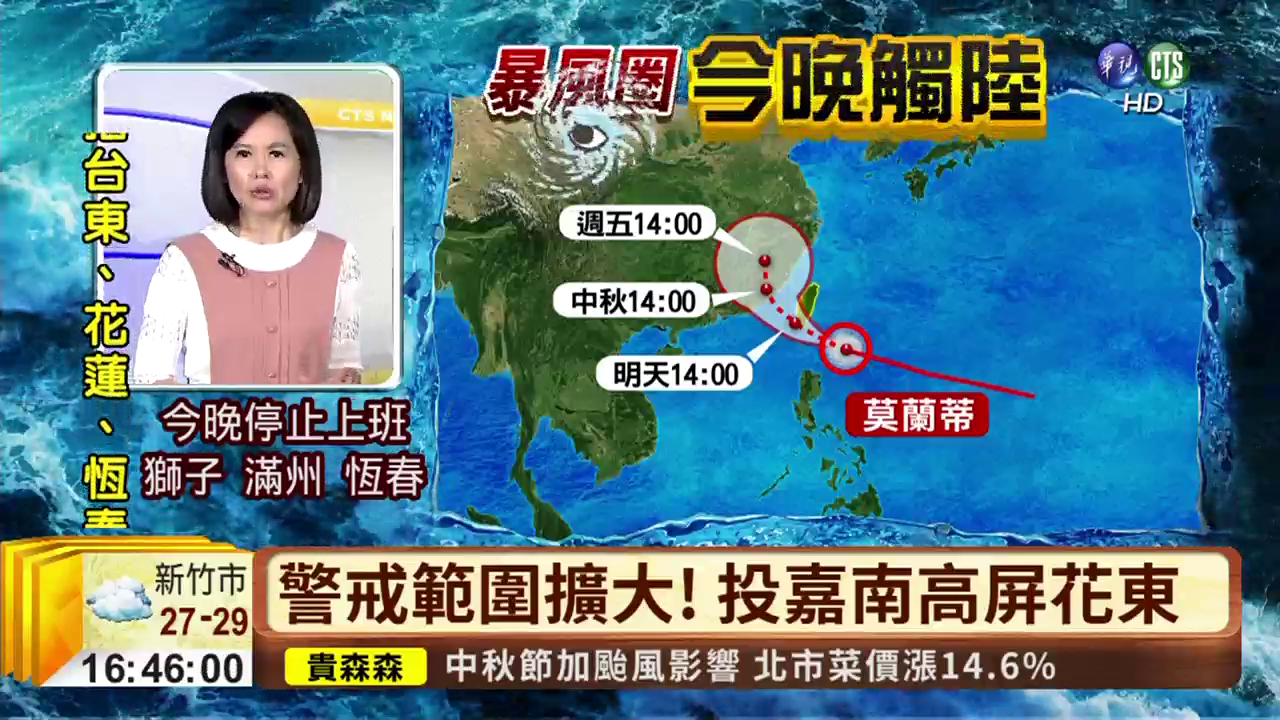 暴風圈 今晚觸陸
華視 CTS
HD
CTS N
台東、花蓮、恆春
週五14:00
中秋14:00
明天14:00
莫蘭蒂
今晚停止上班
獅子 滿州 恆春
新竹市
27-29
16:46:00
警戒範圍擴大! 投嘉南高屏花東
貴森森
中秋節加颱風影響 北市菜價漲14.6%